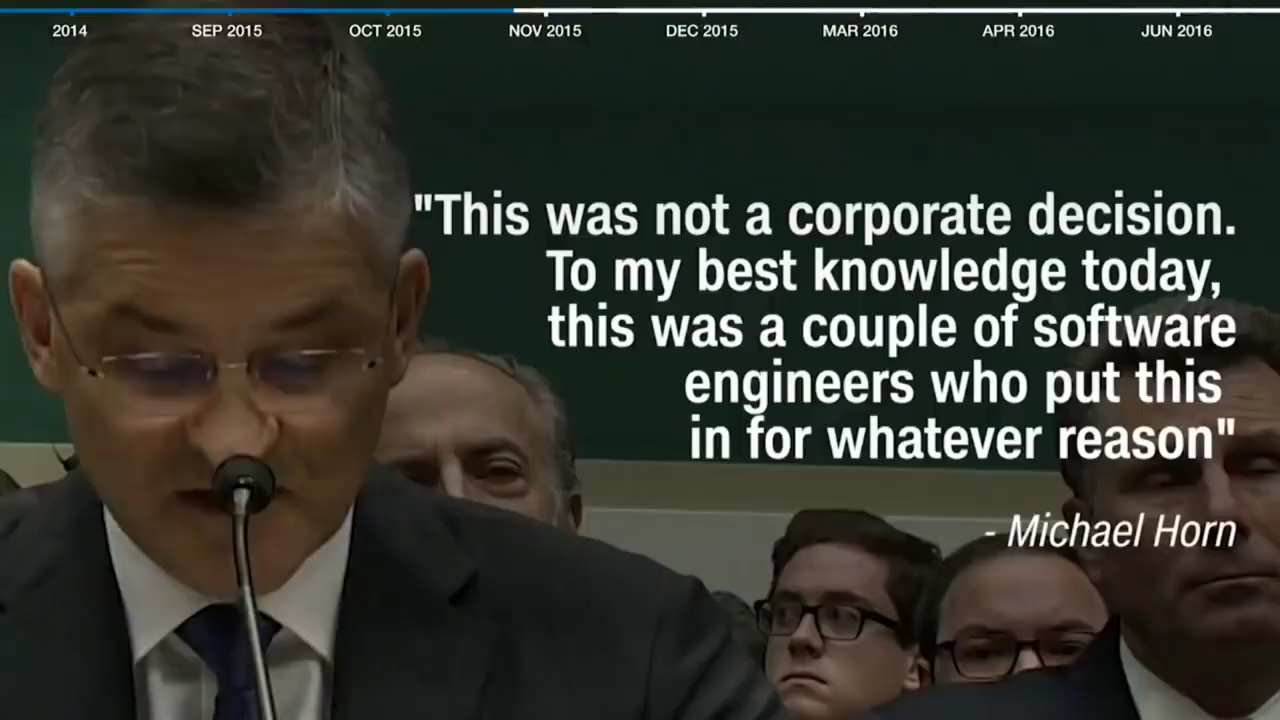 2014 SEP 2015 OCT 2015 NOV 2015 DEC 2015 MAR 2016 APR 2016 JUN 2016
"This was not a corporate decision.
To my best knowledge today,
this was a couple of software
engineers who put this
in for whatever reason"
- Michael Horn